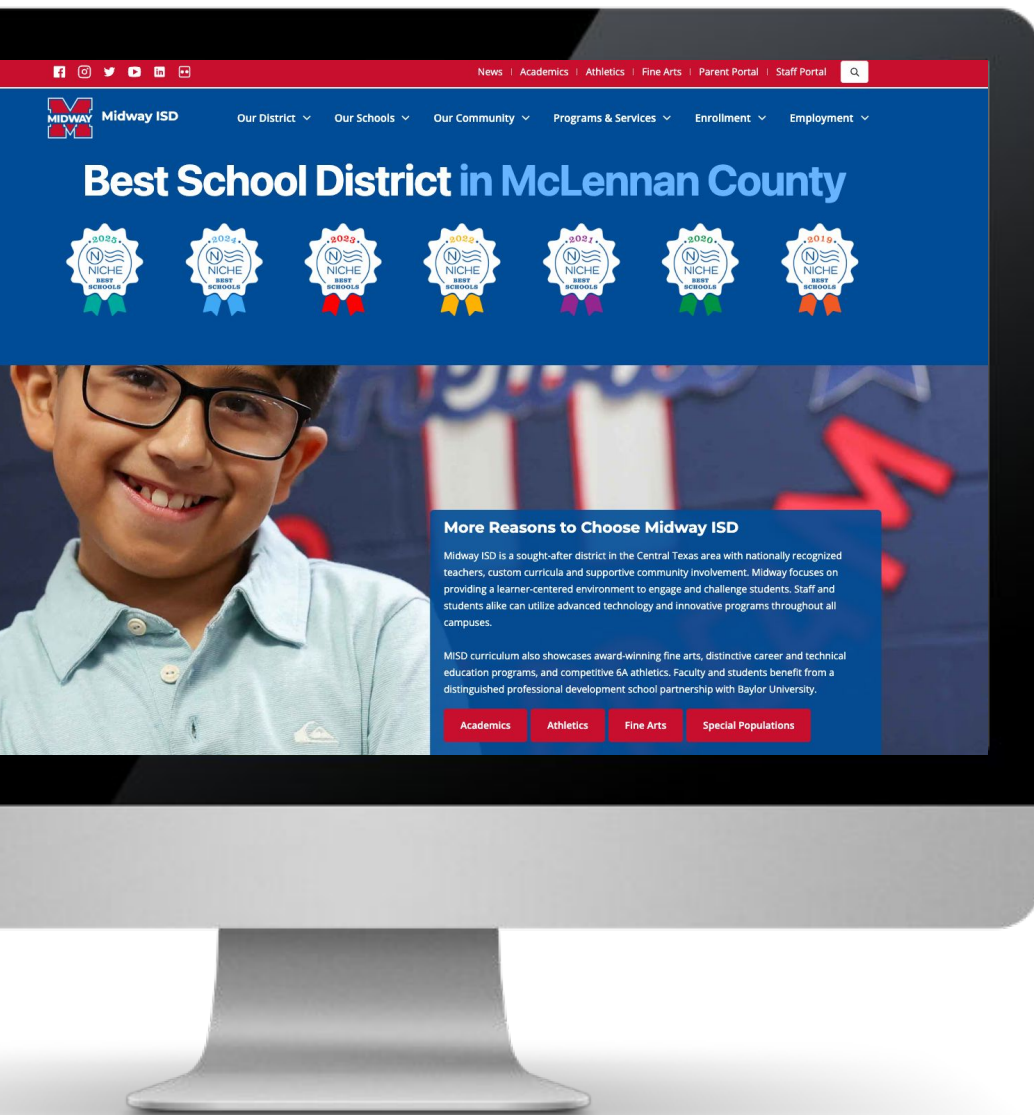 News | Academics | Athletics | Fine Arts | Parent Portal | Staff Portal
MIDWAY
Midway ISD
Our District
Our Schools
Our Community
Programs & Services
Enrollment
Employment
Best School District in McLennan County
2025
NICHE
BEST
SCHOOLS
2024
NICHE
BEST
SCHOOLS
2023
NICHE
BEST
SCHOOLS
2022
NICHE
BEST
SCHOOLS
2021
NICHE
BEST
SCHOOLS
2020
NICHE
BEST
SCHOOLS
2019
NICHE
BEST
SCHOOLS
More Reasons to Choose Midway ISD
Midway ISD is a sought-after district in the Central Texas area with nationally recognized
teachers, custom curricula and supportive community involvement. Midway focuses on
providing a learner-centered environment to engage and challenge students. Staff and
students alike can utilize advanced technology and innovative programs throughout all
campuses.
MISD curriculum also showcases award-winning fine arts, distinctive career and technical
education programs, and competitive 6A athletics. Faculty and students benefit from a
distinguished professional development school partnership with Baylor University.
Academics
Athletics
Fine Arts
Special Populations